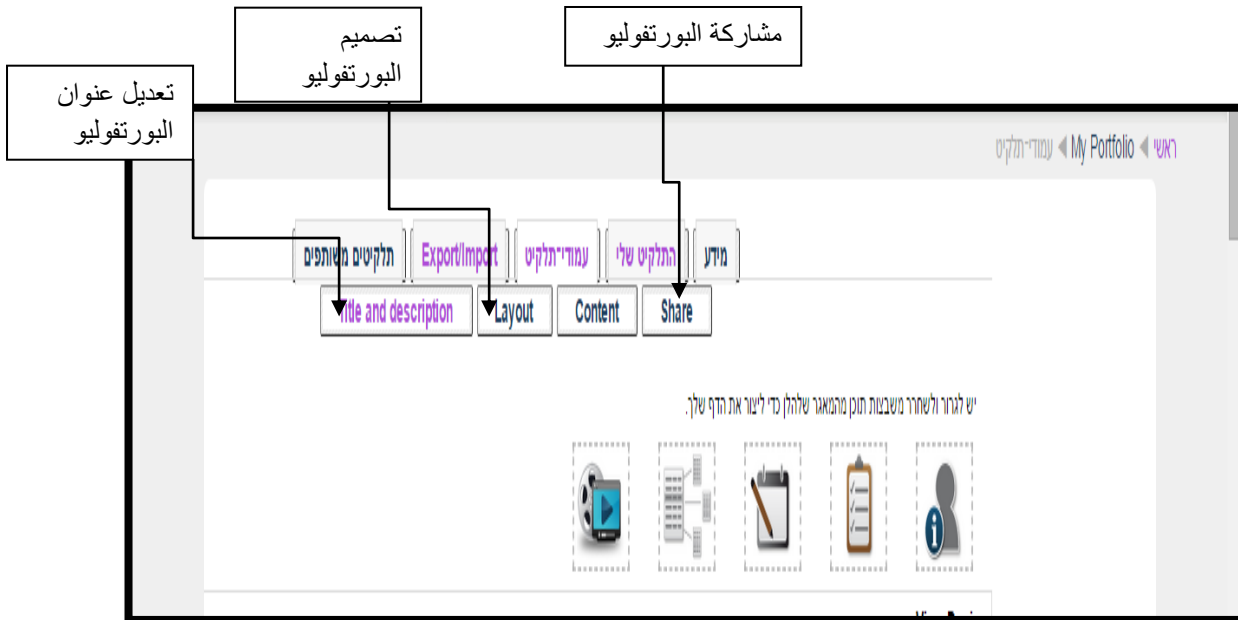 مشاركة البورتفوليو
تصميم
البورتفوليو
تعديل عنوان
البورتفوليو
ראשי ◀ My Portfolio ◀ עמודי־תלקיט
מידע
התלקיט שלי
עמודי־תלקיט
Export/Import
תלקיטים משותפים
Title and description
Layout
Content
Share
יש לגרור ולשחרר משבצות תוכן מהמאגר שלהלן כדי ליצור את הדף שלך.